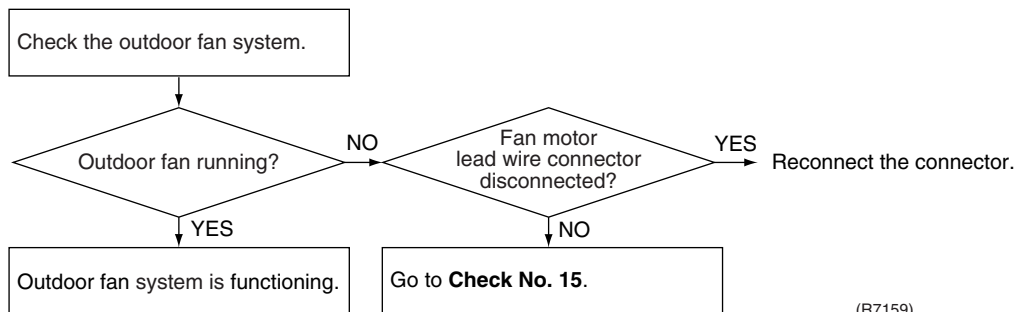 Check the outdoor fan system.
Outdoor fan running?
NO
Fan motor
lead wire connector
disconnected?
YES
Reconnect the connector.
YES
NO
Outdoor fan system is functioning.
Go to Check No. 15.
(R7159)